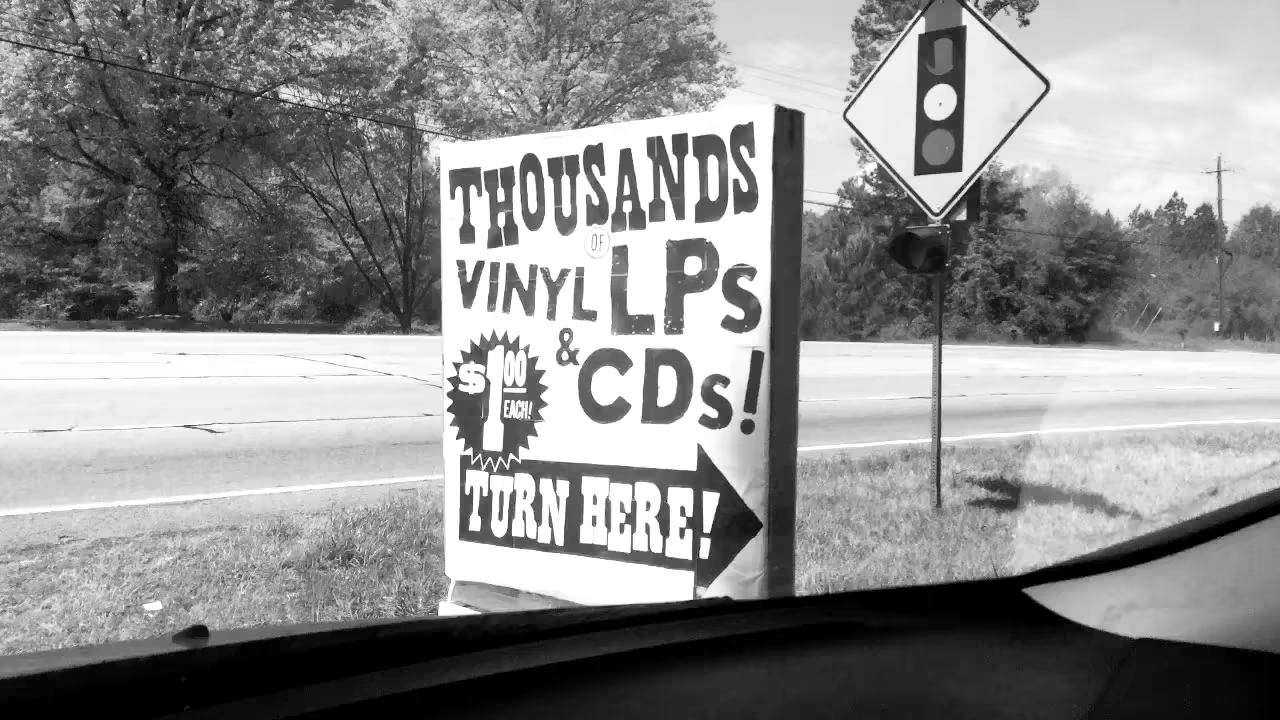 THOUSANDS
OF
VINYL LPs
& CDs!
$1.00
EACH!
TURN HERE!